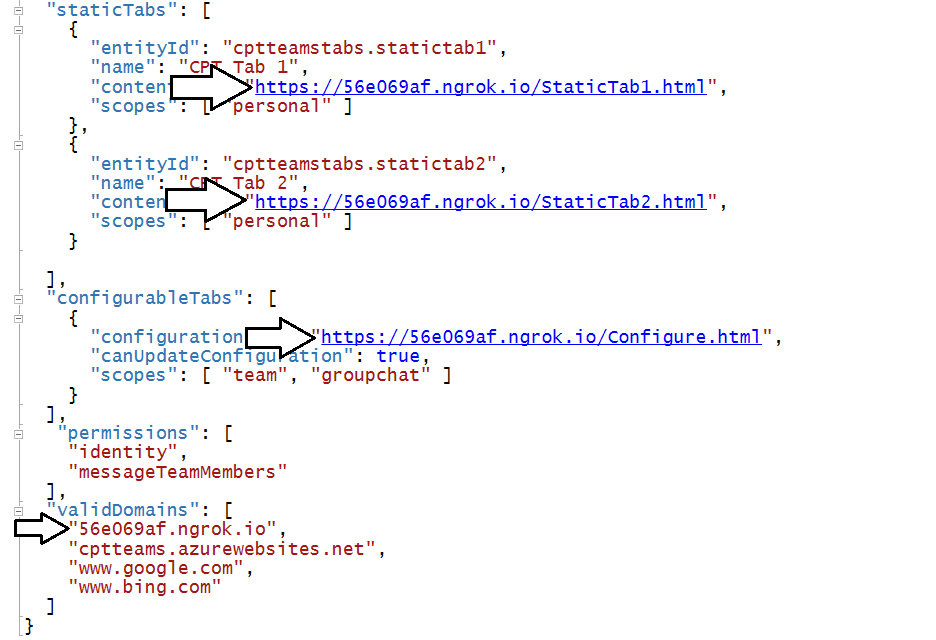 "staticTabs": [
{
"entityId": "cptteamstabs.statictab1",
"name": "CPT Tab 1",
"conten "https://56e069af.ngrok.io/StaticTab1.html",
"scopes": [ "personal" ]
},
{
"entityId": "cptteamstabs.statictab2",
"name": "CPT Tab 2",
"conten "https://56e069af.ngrok.io/StaticTab2.html",
"scopes": [ "personal" ]
}
],
"configurableTabs": [
{
"configuration "https://56e069af.ngrok.io/Configure.html",
"canUpdateConfiguration": true,
"scopes": [ "team", "groupchat" ]
}
],
"permissions": [
"identity",
"messageTeamMembers"
],
"validDomains": [
"56e069af.ngrok.io",
"cptteams.azurewebsites.net",
"www.google.com",
"www.bing.com"
]
}